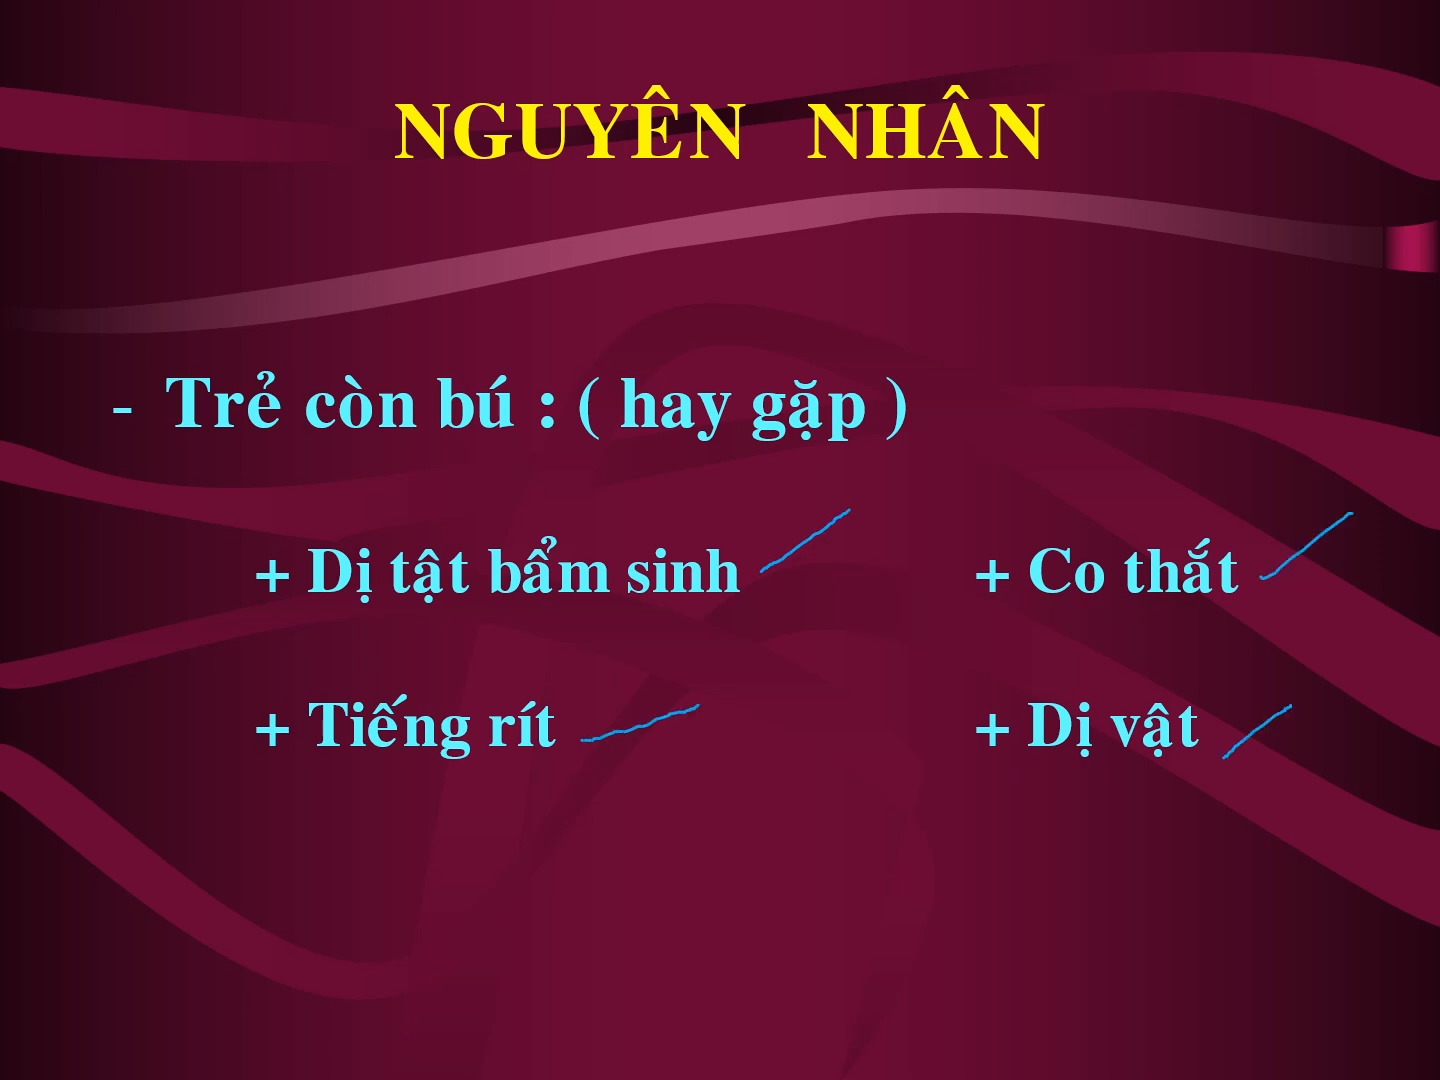 NGUYÊN NHÂN
- Trẻ còn bú : ( hay gặp )
+ Dị tật bẩm sinh + Co thắt
+ Tiếng rít + Dị vật